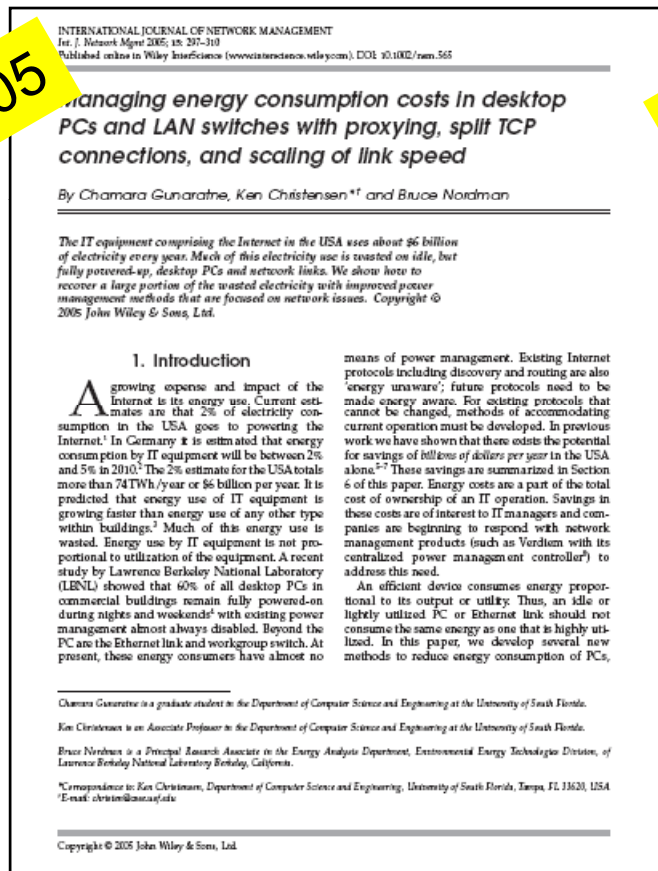 INTERNATIONAL JOURNAL OF NETWORK MANAGEMENT
Int. J. Network Mgmt 2005; 15: 297–310
Published online in Wiley InterScience (www.interscience.wiley.com). DOI: 10.1002/nem.565
05
Managing energy consumption costs in desktop
PCs and LAN switches with proxying, split TCP
connections, and scaling of link speed
By Chamara Gunaratne, Ken Christensen*† and Bruce Nordman
The IT equipment comprising the Internet in the USA uses about $6 billion
of electricity every year. Much of this electricity use is wasted on idle, but
fully powered-up, desktop PCs and network links. We show how to
recover a large portion of the wasted electricity with improved power
management methods that are focused on network issues. Copyright ©
2005 John Wiley & Sons, Ltd.
1. Introduction
A growing expense and impact of the
Internet is its energy use. Current esti-
mates are that 2% of electricity con-
sumption in the USA goes to powering the
Internet.¹ In Germany it is estimated that energy
consumption by IT equipment will be between 2%
and 5% in 2010.² The 2% estimate for the USA totals
more than 74TWh/year or $6 billion per year. It is
predicted that energy use of IT equipment is
growing faster than energy use of any other type
within buildings.³ Much of this energy use is
wasted. Energy use by IT equipment is not pro-
portional to utilization of the equipment. A recent
study by Lawrence Berkeley National Laboratory
(LBNL) showed that 60% of all desktop PCs in
commercial buildings remain fully powered-on
during nights and weekends⁴ with existing power
management almost always disabled. Beyond the
PC are the Ethernet link and workgroup switch. At
present, these energy consumers have almost no
means of power management. Existing Internet
protocols including discovery and routing are also
'energy unaware'; future protocols need to be
made energy aware. For existing protocols that
cannot be changed, methods of accommodating
current operation must be developed. In previous
work we have shown that there exists the potential
for savings of billions of dollars per year in the USA
alone.⁵⁻⁷ These savings are summarized in Section
6 of this paper. Energy costs are a part of the total
cost of ownership of an IT operation. Savings in
these costs are of interest to IT managers and com-
panies are beginning to respond with network
management products (such as Verdiem with its
centralized power management controller⁸) to
address this need.
An efficient device consumes energy propor-
tional to its output or utility. Thus, an idle or
lightly utilized PC or Ethernet link should not
consume the same energy as one that is highly uti-
lized. In this paper, we develop several new
methods to reduce energy consumption of PCs,
Chamara Gunaratne is a graduate student in the Department of Computer Science and Engineering at the University of South Florida.
Ken Christensen is an Associate Professor in the Department of Computer Science and Engineering at the University of South Florida.
Bruce Nordman is a Principal Research Associate in the Energy Analysis Department, Environmental Energy Technologies Division, of
Lawrence Berkeley National Laboratory Berkeley, California.
*Correspondence to: Ken Christensen, Department of Computer Science and Engineering, University of South Florida, Tampa, FL 33620, USA
†E-mail: christen@csee.usf.edu
Copyright © 2005 John Wiley & Sons, Ltd.